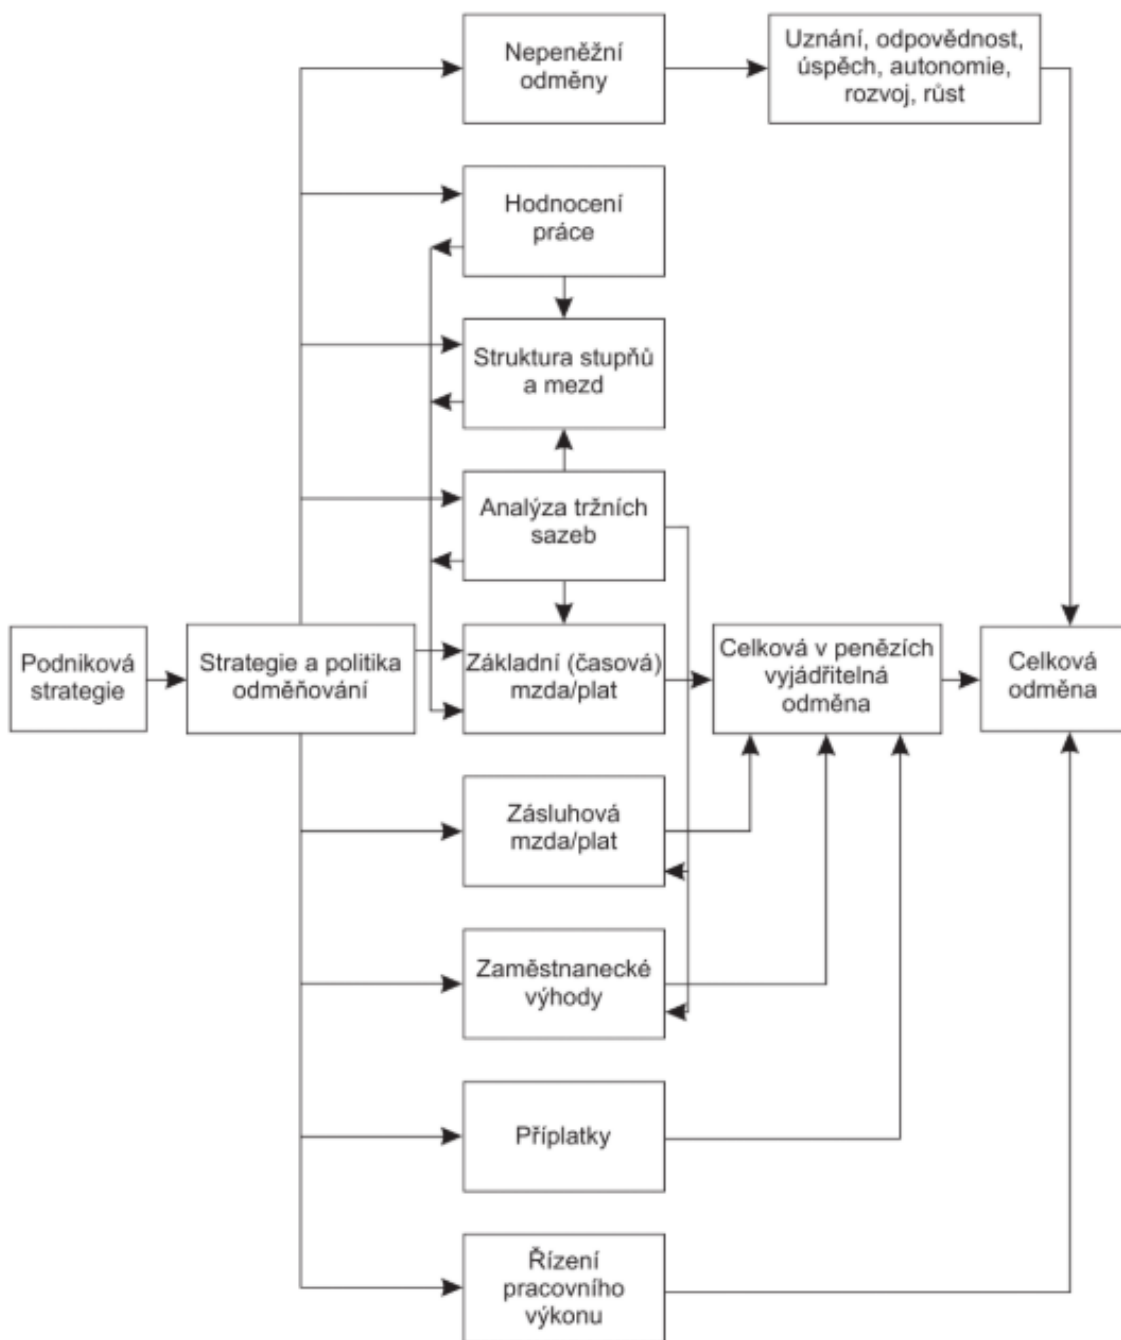 Nepeněžní
odměny
Uznání, odpovědnost,
úspěch, autonomie,
rozvoj, růst
Hodnocení
práce
Struktura stupňů
a mezd
Analýza tržních
sazeb
Podniková
strategie
Strategie a politika
odměňování
Základní (časová)
mzda/plat
Celková v penězích
vyjádřitelná
odměna
Celková
odměna
Zásluhová
mzda/plat
Zaměstnanecké
výhody
Příplatky
Řízení
pracovního
výkonu